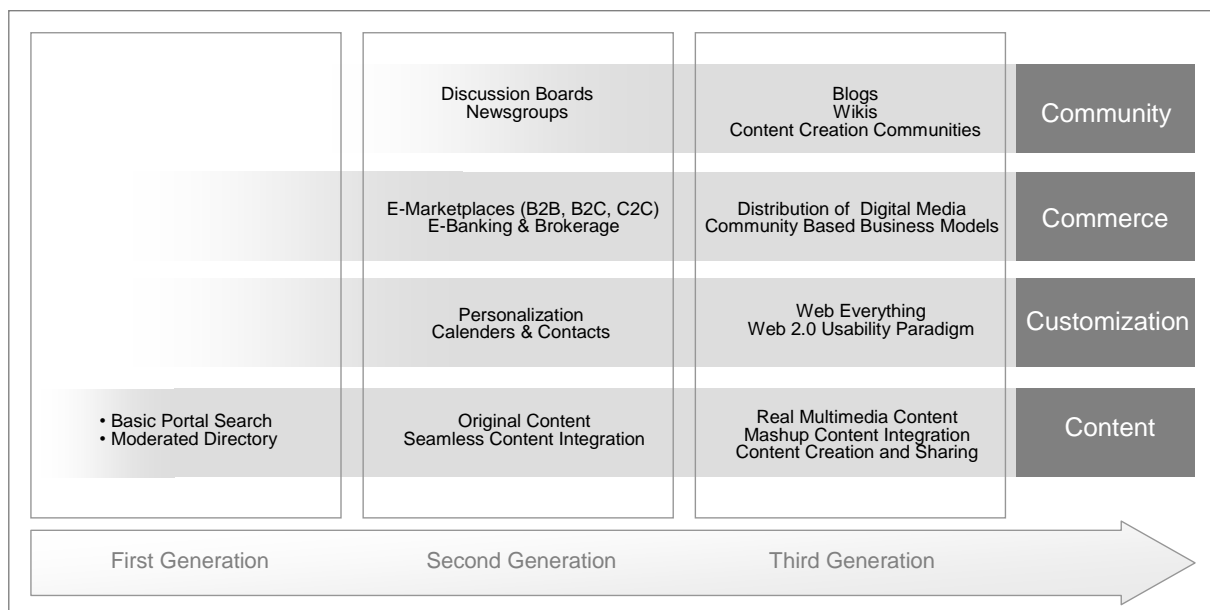 Discussion Boards
Newsgroups
Blogs
Wikis
Content Creation Communities
Community
E-Marketplaces (B2B, B2C, C2C)
E-Banking & Brokerage
Distribution of Digital Media
Community Based Business Models
Commerce
Personalization
Calenders & Contacts
Web Everything
Web 2.0 Usability Paradigm
Customization
• Basic Portal Search
• Moderated Directory
Original Content
Seamless Content Integration
Real Multimedia Content
Mashup Content Integration
Content Creation and Sharing
Content
First Generation
Second Generation
Third Generation